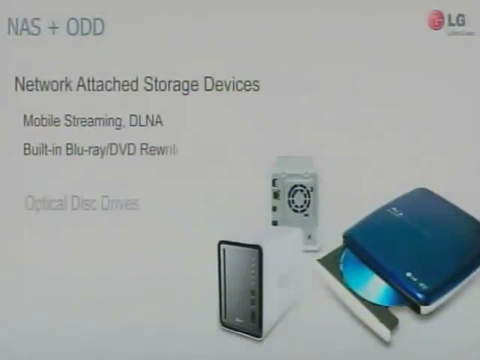 NAS + ODD
LG
Network Attached Storage Devices
Mobile Streaming, DLNA
Built-in Blu-ray/DVD
Optical Disc Drives